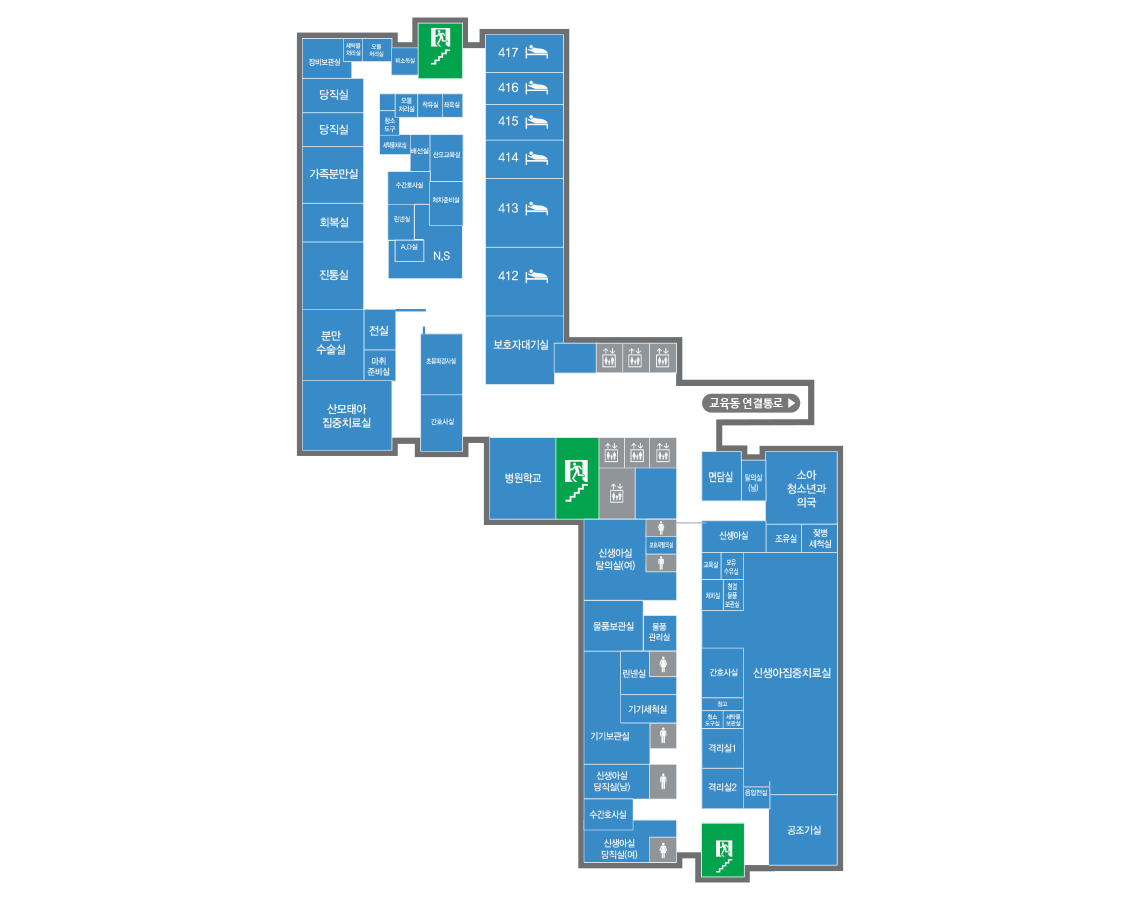 장비보관실
세탁물
처리실
오물
처리실
당직실
당직실
가족분만실
회복실
진통실
분만
수술실
전실
마취
준비실
산모태아
집중치료실
오물
처리실
착유실
좌욕실
청소
도구
세탁물처리실
배선실
산모교육실
수간호사실
처치준비실
린넨실
A.D실
N.S
초음파검사실
간호사실
417
416
415
414
413
412
보호자대기실
교육동 연결통로
병원학교
신생아실
탈의실(여)
보호자탈의실
물품보관실
물품
관리실
린넨실
기기세척실
기기보관실
신생아실
당직실(남)
수간호사실
신생아실
당직실(여)
면담실
탈의실
(남)
소아
청소년과
의국
신생아실
조유실
젖병
세척실
교육실
모유
수유실
처치실
청결
물품
보관실
신생아집중치료실
간호사실
창고
청소
도구실
세탁물
보관실
격리실1
격리실2
음압전실
공조기실